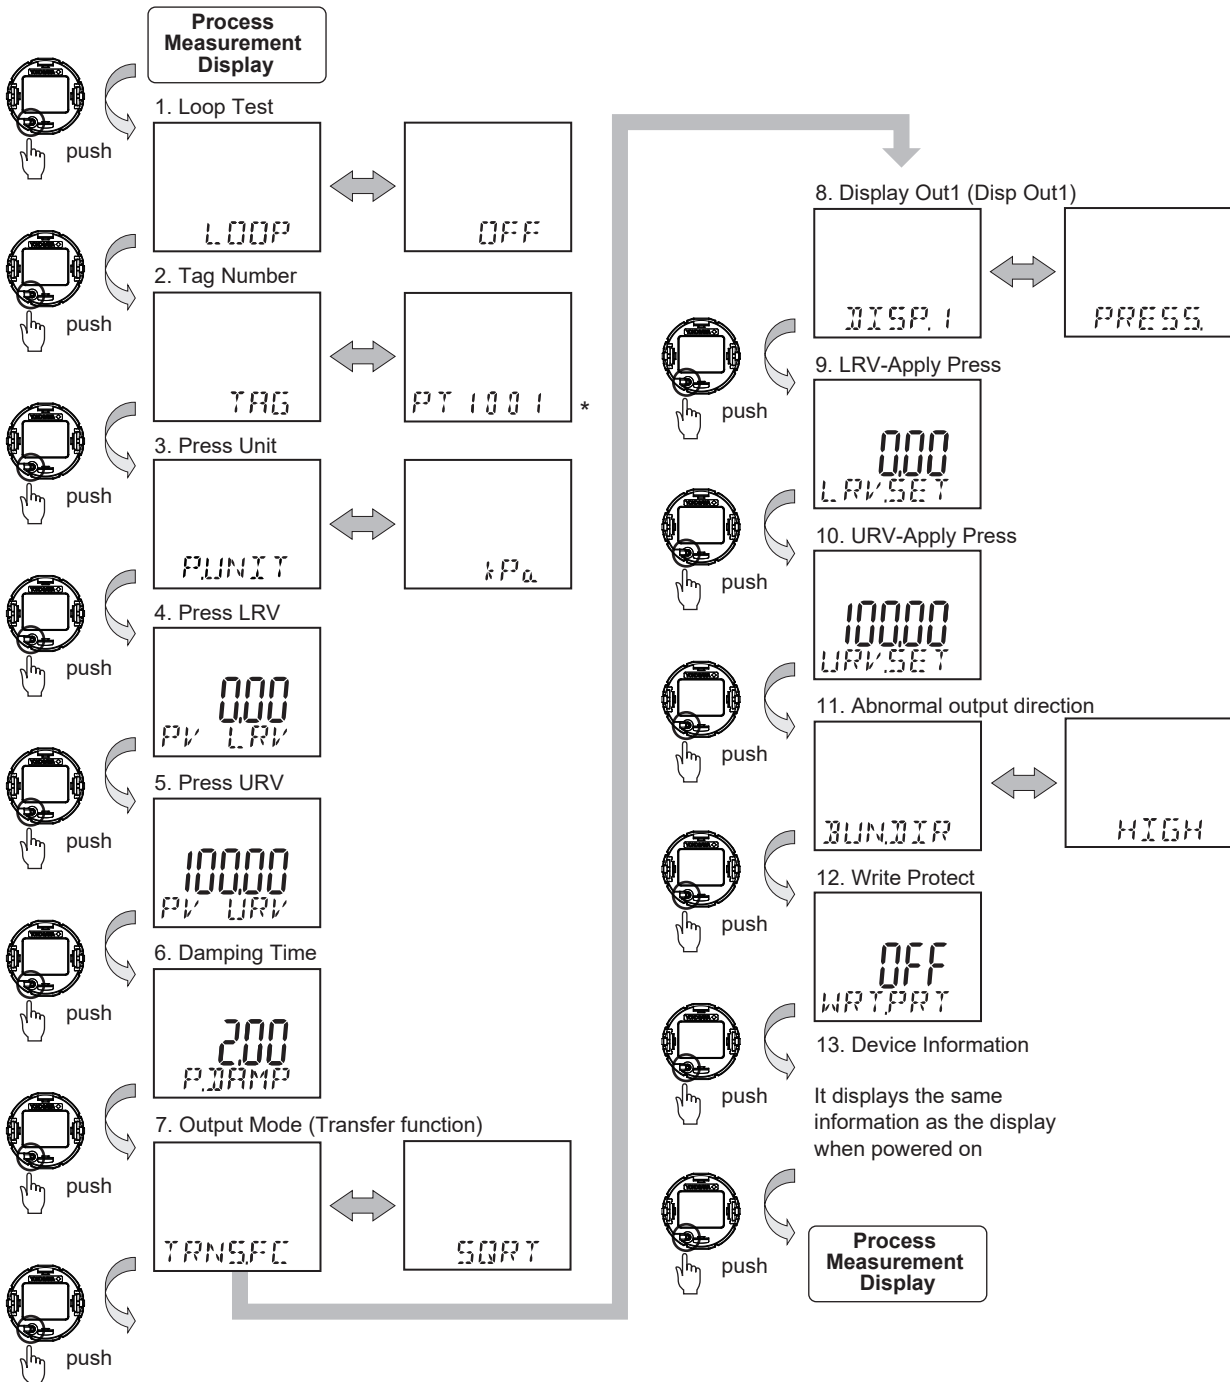 Process
Measurement
Display
push
1. Loop Test
LOOP
OFF
push
2. Tag Number
TAG
PT1001 *
push
3. Press Unit
P.UNIT
kPa
push
4. Press LRV
0.00
PV LRV
push
5. Press URV
100.00
PV URV
push
6. Damping Time
2.00
P.DAMP
push
7. Output Mode (Transfer function)
TRNS.FC
SQRT
push
8. Display Out1 (Disp Out1)
DISP.1
PRESS.
push
9. LRV-Apply Press
0.00
LRV.SET
push
10. URV-Apply Press
100.00
URV.SET
push
11. Abnormal output direction
BUN.DIR
HIGH
push
12. Write Protect
OFF
WRT.PRT
push
13. Device Information
It displays the same
information as the display
when powered on
push
Process
Measurement
Display